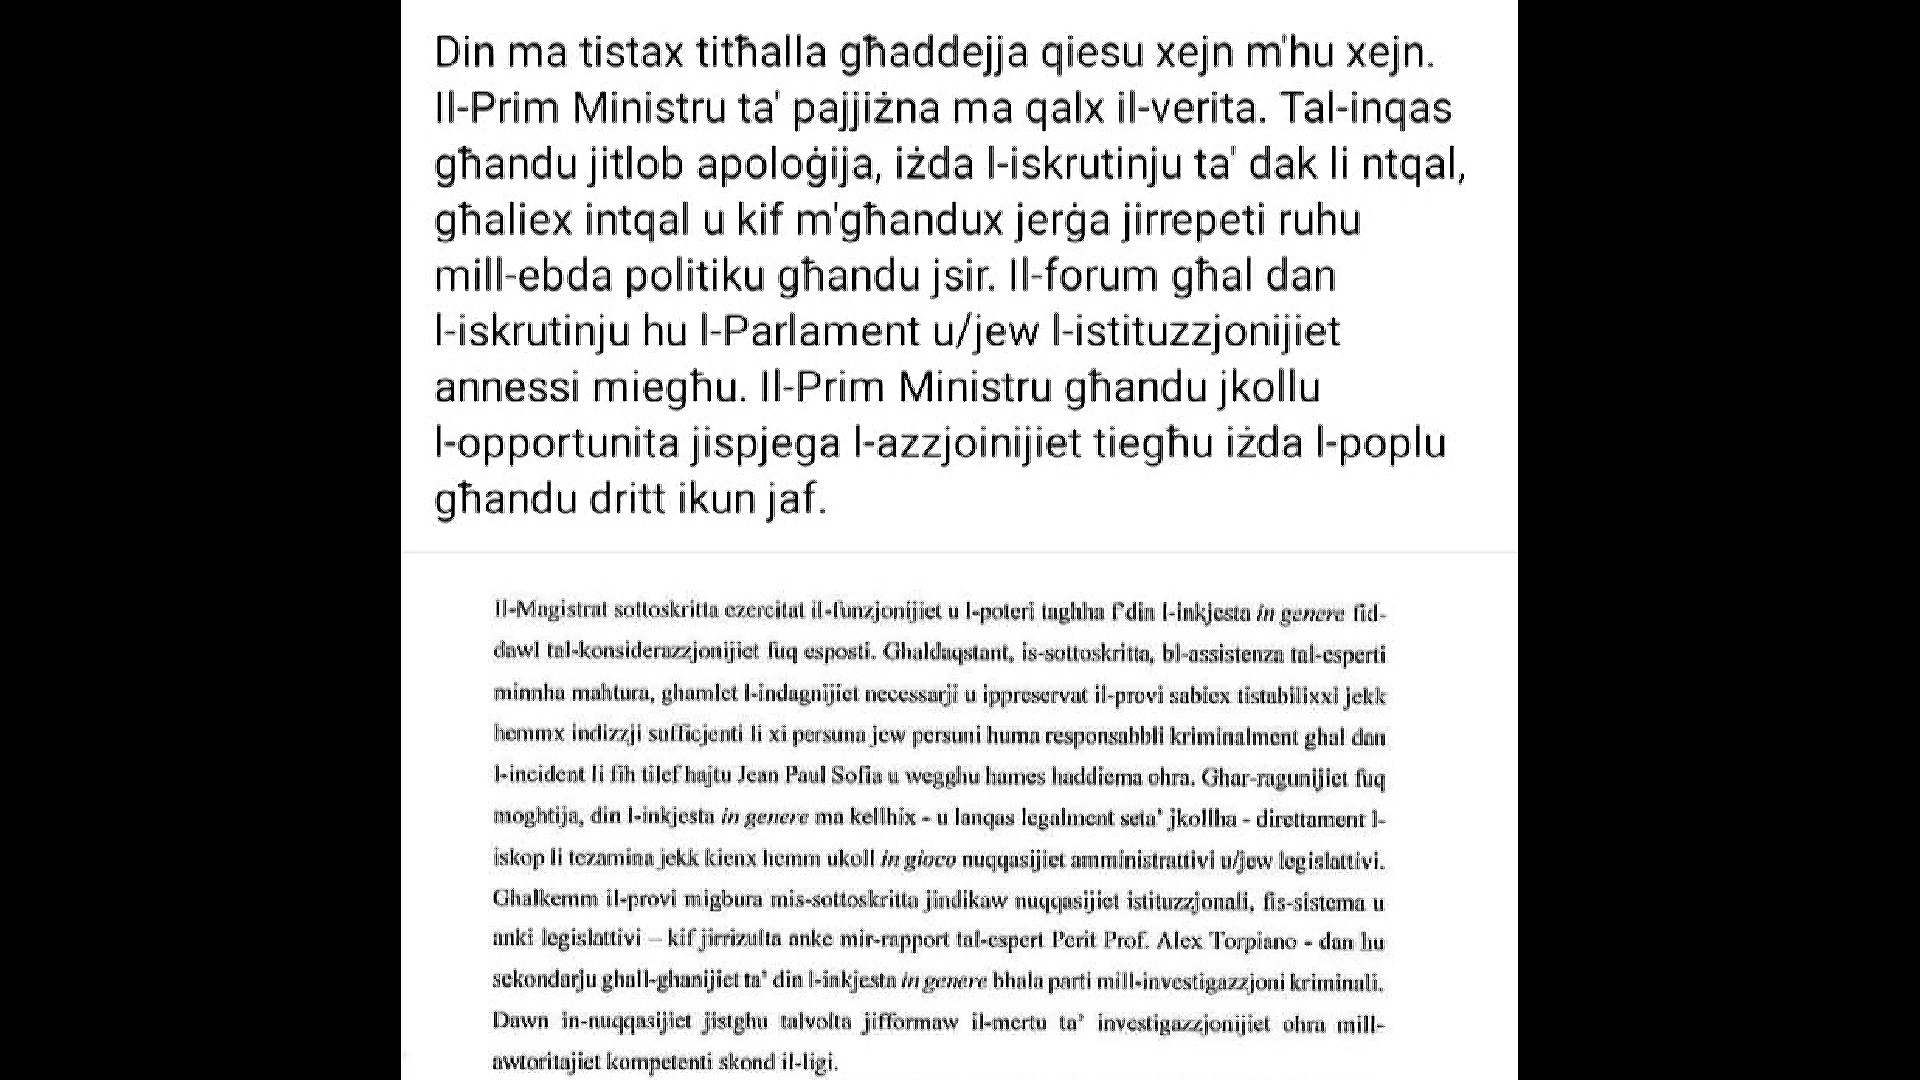 Din ma tistax titħalla għaddejja qiesu xejn m'hu xejn.
Il-Prim Ministru ta' pajjiżna ma qalx il-verita. Tal-inqas
għandu jitlob apoloġija, iżda l-iskrutinju ta' dak li ntqal,
għaliex intqal u kif m'għandux jerġa jirrepeti ruhu
mill-ebda politiku għandu jsir. Il-forum għal dan
l-iskrutinju hu l-Parlament u/jew l-istituzzjonijiet
annessi miegħu. Il-Prim Ministru għandu jkollu
l-opportunita jispjega l-azzjoinijiet tiegħu iżda l-poplu
għandu dritt ikun jaf.
Il-Magistrat sottoskritta ezercitat il-funzjonijiet u l-poteri taghha f'din l-inkjesta in genere fid-
dawl tal-konsiderazzjonijiet fuq esposti. Ghaldaqstant, is-sottoskritta, bl-assistenza tal-esperti
minnha mahtura, ghamlet l-indagnijiet necessarji u ippreservat il-provi sabiex tistabilixxi jekk
hemmx indizzji sufficjenti li xi persuna jew persuni huma responsabbli kriminalment ghal dan
l-incident li fih tilef hajtu Jean Paul Sofia u wegghu hames haddiema ohra. Ghar-ragunijiet fuq
moghtija, din l-inkjesta in genere ma kellhix - u lanqas legalment seta' jkollha - direttament l-
iskop li tezamina jekk kienx hemm ukoll in gioco nuqqasijiet amministrattivi u/jew legislattivi.
Ghalkemm il-provi migbura mis-sottoskritta jindikaw nuqqasijiet istituzzjonali, fis-sistema u
anki legislattivi – kif jirrizulta anke mir-rapport tal-espert Perit Prof. Alex Torpiano - dan hu
sekondarju ghall-ghanijiet ta' din l-inkjesta in genere bhala parti mill-investigazzjoni kriminali.
Dawn in-nuqqasijiet jistghu talvolta jifformaw il-mertu ta' investigazzjonijiet ohra mill-
awtoritajiet kompetenti skond il-ligi.